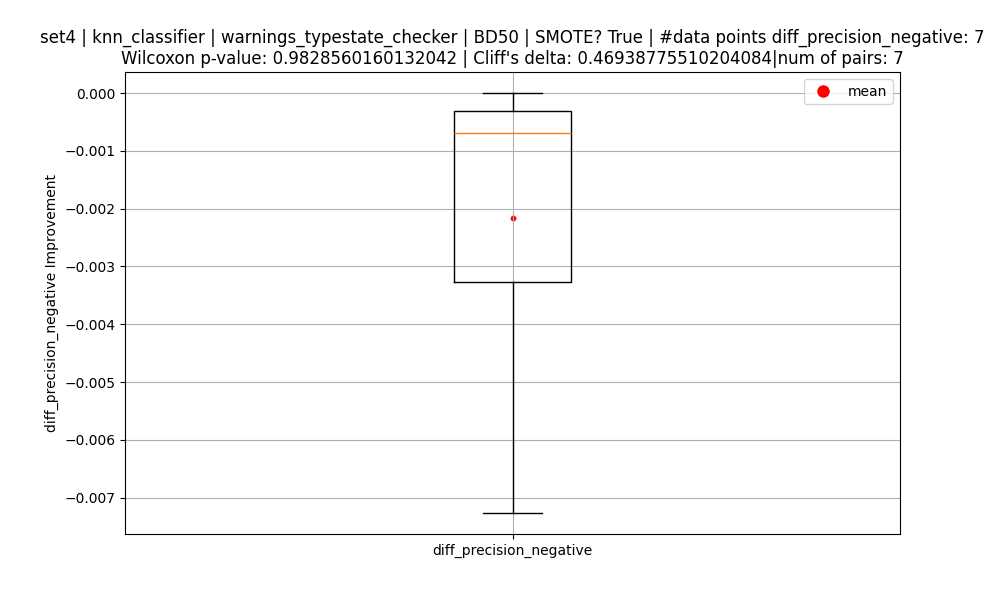 set4 | knn_classifier | warnings_typestate_checker | BD50 | SMOTE? True | #data points diff_precision_negative: 7
Wilcoxon p-value: 0.9828560160132042 | Cliff's delta: 0.46938775510204084|num of pairs: 7
mean
0.000
−0.001
−0.002
−0.003
−0.004
−0.005
−0.006
−0.007
diff_precision_negative Improvement
diff_precision_negative